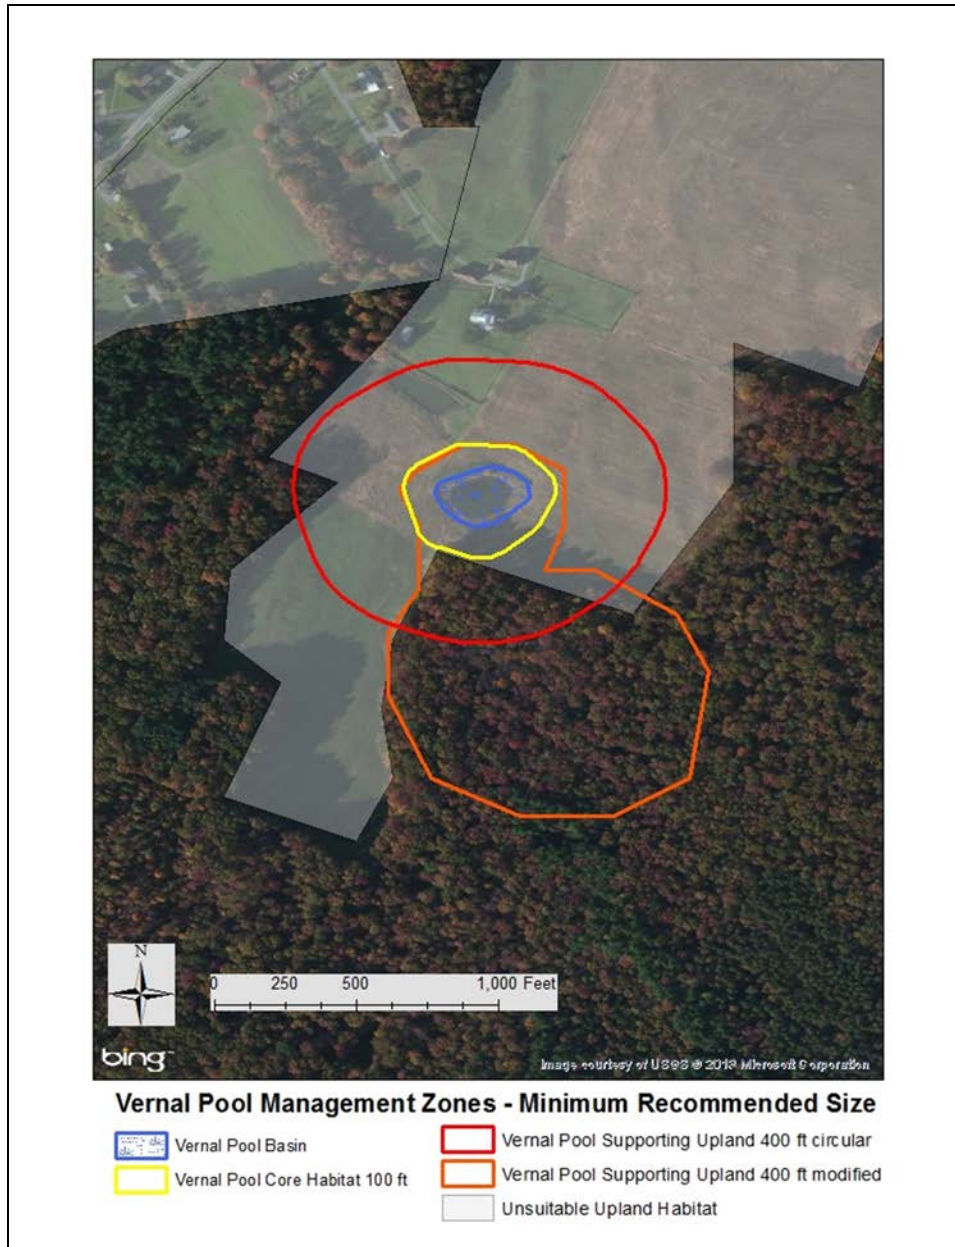 N
0 250 500 1,000 Feet
bing™
Image courtesy of USGS © 2013 Microsoft Corporation
Vernal Pool Management Zones - Minimum Recommended Size
Vernal Pool Basin
Vernal Pool Core Habitat 100 ft
Vernal Pool Supporting Upland 400 ft circular
Vernal Pool Supporting Upland 400 ft modified
Unsuitable Upland Habitat